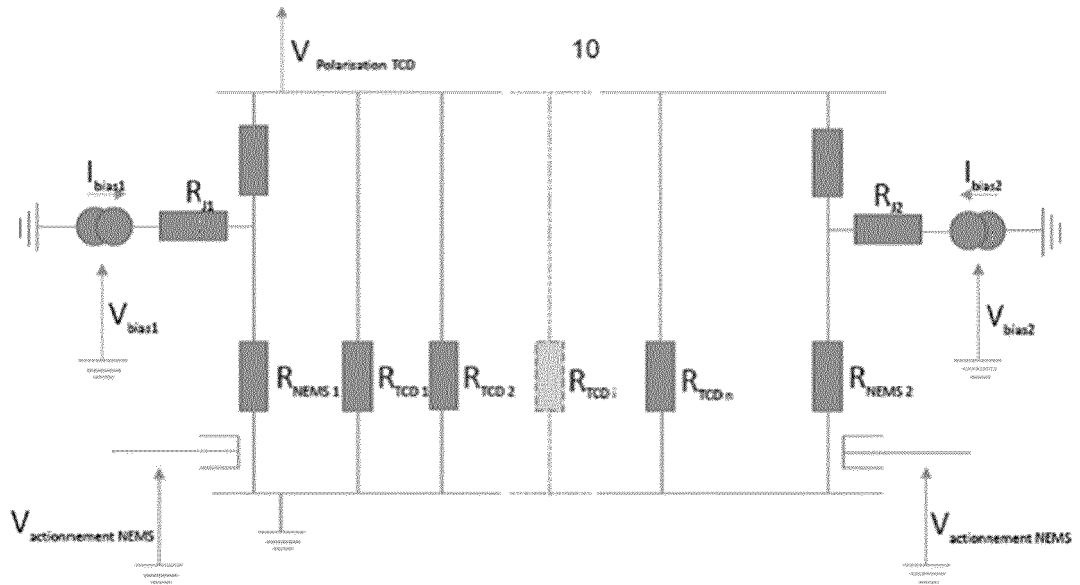 V Polarisation TCD
10
I bias1
R J1
R J2
I bias2
V bias1
V bias2
R NEMS 1
R TCD 1
R TCD 2
R TCD i
R TCD n
R NEMS 2
V actionnement NEMS
V actionnement NEMS